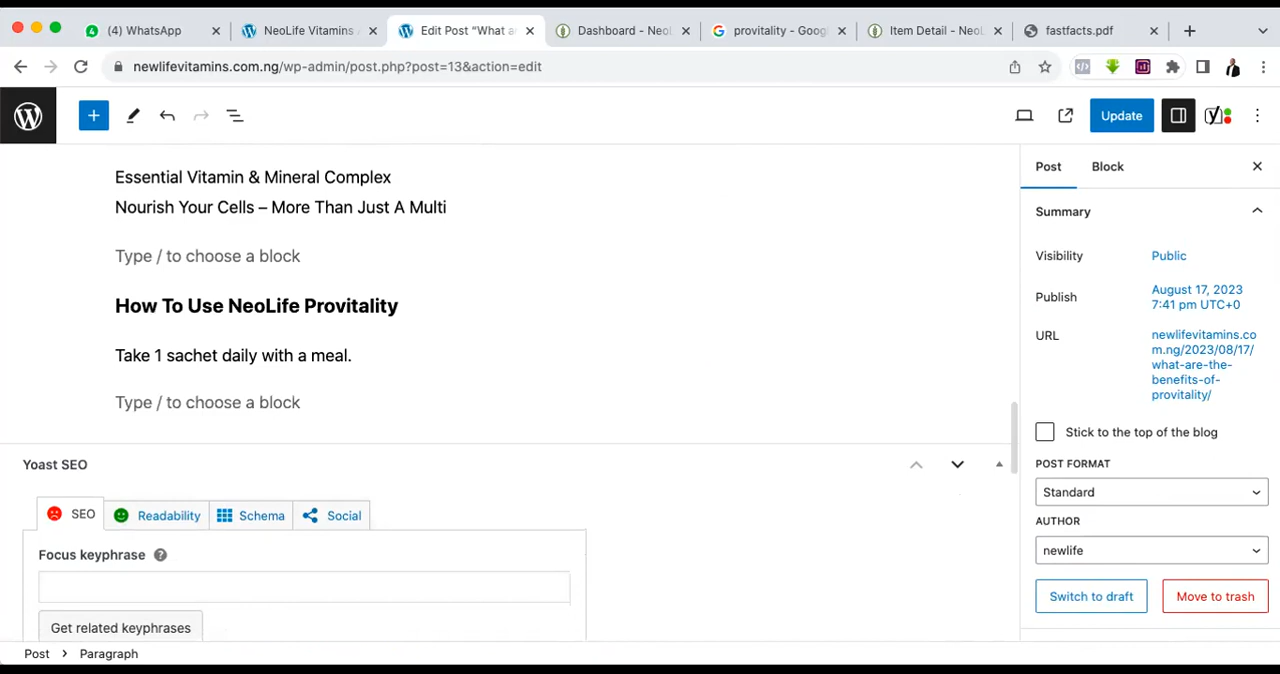 (4) WhatsApp
NeoLife Vitamins
Edit Post “What a
Dashboard - Neol
provitality - Goog
Item Detail - NeoL
fastfacts.pdf
newlifevitamins.com.ng/wp-admin/post.php?post=13&action=edit
Update
Essential Vitamin & Mineral Complex
Nourish Your Cells – More Than Just A Multi
Type / to choose a block
How To Use NeoLife Provitality
Take 1 sachet daily with a meal.
Type / to choose a block
Yoast SEO
SEO
Readability
Schema
Social
Focus keyphrase
Get related keyphrases
Post
Block
Summary
Visibility
Public
Publish
August 17, 2023
7:41 pm UTC+0
URL
newlifevitamins.co
m.ng/2023/08/17/
what-are-the-
benefits-of-
provitality/
Stick to the top of the blog
POST FORMAT
Standard
AUTHOR
newlife
Switch to draft
Move to trash
Post > Paragraph